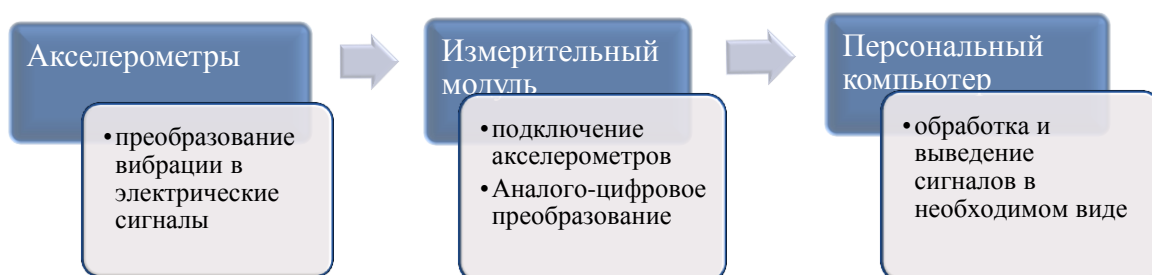 Акселерометры
•преобразование
вибрации в
электрические
сигналы
Измерительный
модуль
•подключение
акселерометров
•Аналого-цифровое
преобразование
Персональный
компьютер
•обработка и
выведение
сигналов в
необходимом виде